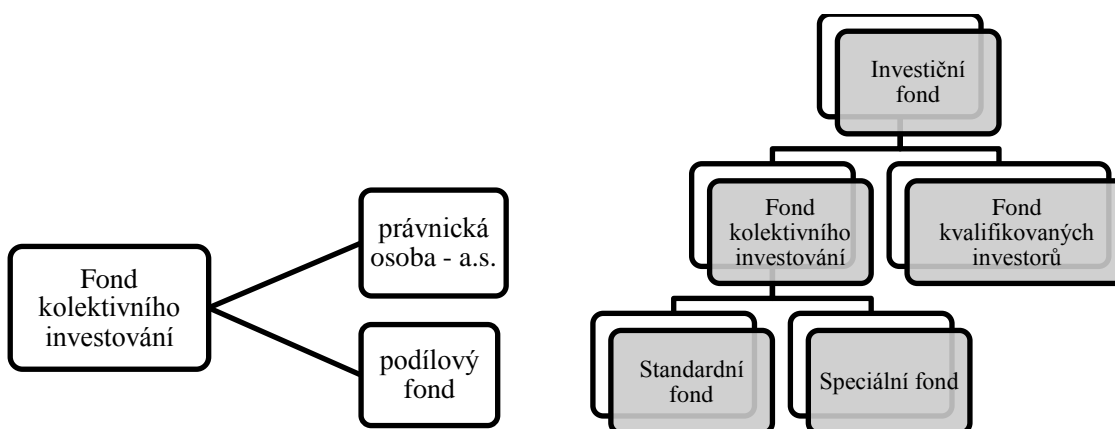 Fond
kolektivního
investování
právnická
osoba - a.s.
podílový
fond
Investiční
fond
Fond
kolektivního
investování
Fond
kvalifikovaných
investorů
Standardní
fond
Speciální fond